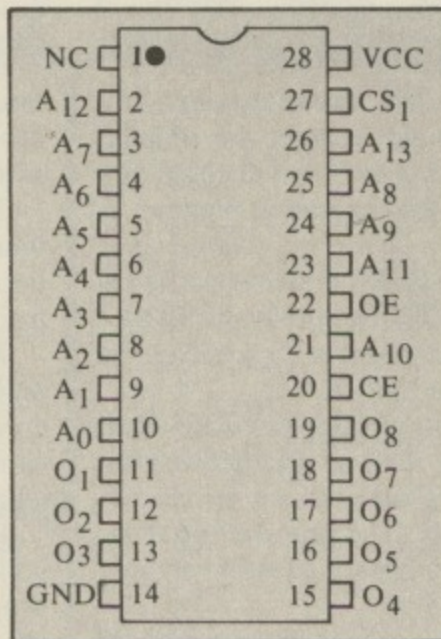 NC 1 28 VCC
A12 2 27 CS1
A7 3 26 A13
A6 4 25 A8
A5 5 24 A9
A4 6 23 A11
A3 7 22 OE
A2 8 21 A10
A1 9 20 CE
A0 10 19 O8
O1 11 18 O7
O2 12 17 O6
O3 13 16 O5
GND 14 15 O4